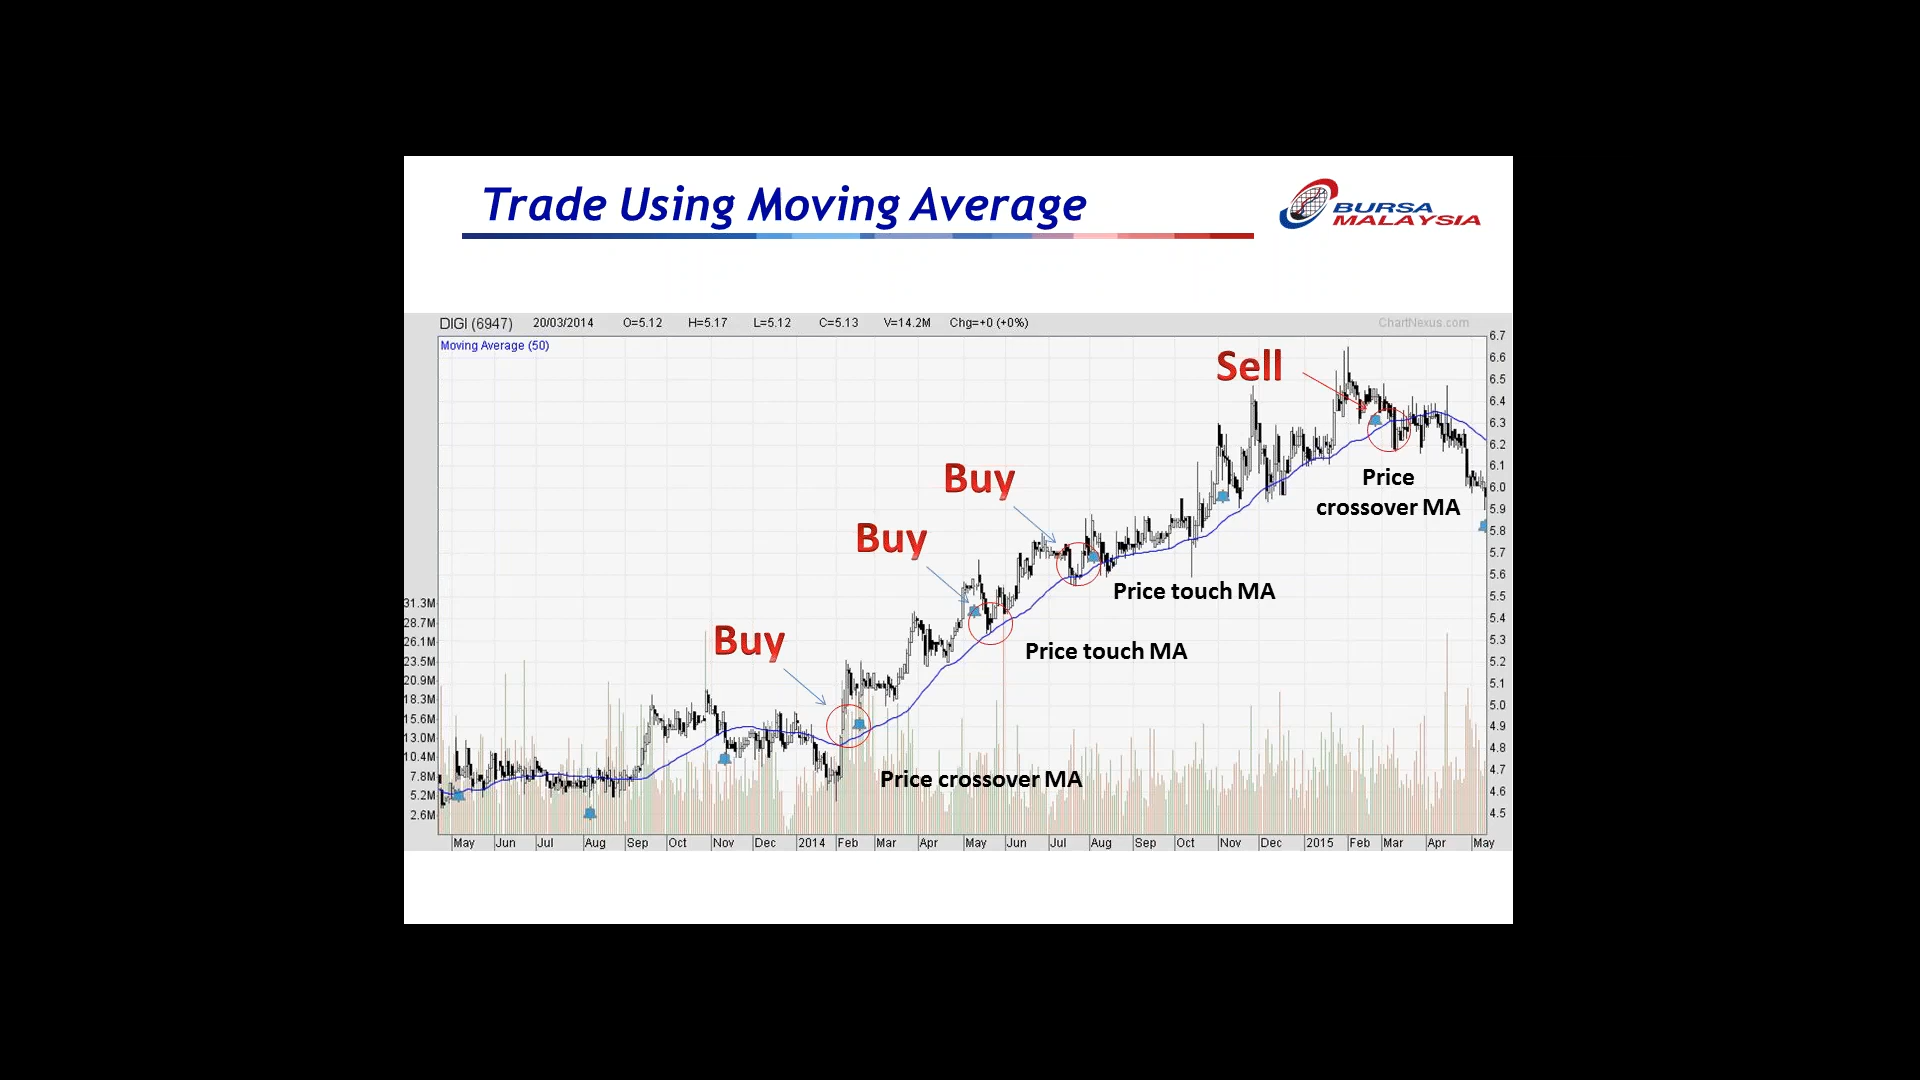 Trade Using Moving Average
BURSA
MALAYSIA
DIGI (6947) 20/03/2014 O=5.12 H=5.17 L=5.12 C=5.13 V=14.2M Chg=+0 (+0%) ChartNexus.com
Moving Average (50)
Sell
Buy
Buy
Buy
Price
crossover MA
Price touch MA
Price touch MA
Price crossover MA
6.7
6.6
6.5
6.4
6.3
6.2
6.1
6.0
5.9
5.8
5.7
5.6
5.5
5.4
5.3
5.2
5.1
5.0
4.9
4.8
4.7
4.6
4.5
31.3M
28.7M
26.1M
23.5M
20.9M
18.3M
15.6M
13.0M
10.4M
7.8M
5.2M
2.6M
May Jun Jul Aug Sep Oct Nov Dec 2014 Feb Mar Apr May Jun Jul Aug Sep Oct Nov Dec 2015 Feb Mar Apr May